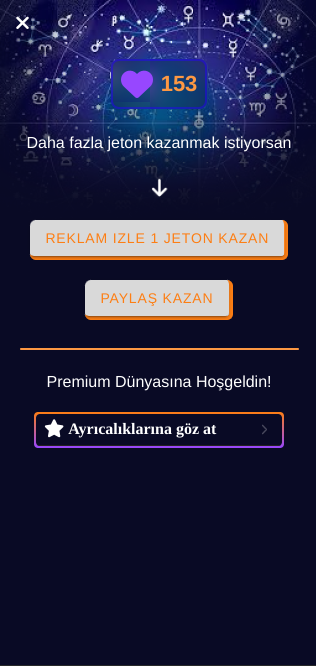 153
Daha fazla jeton kazanmak istiyorsan
REKLAM IZLE 1 JETON KAZAN
PAYLAŞ KAZAN
Premium Dünyasına Hoşgeldin!
Ayrıcalıklarına göz at